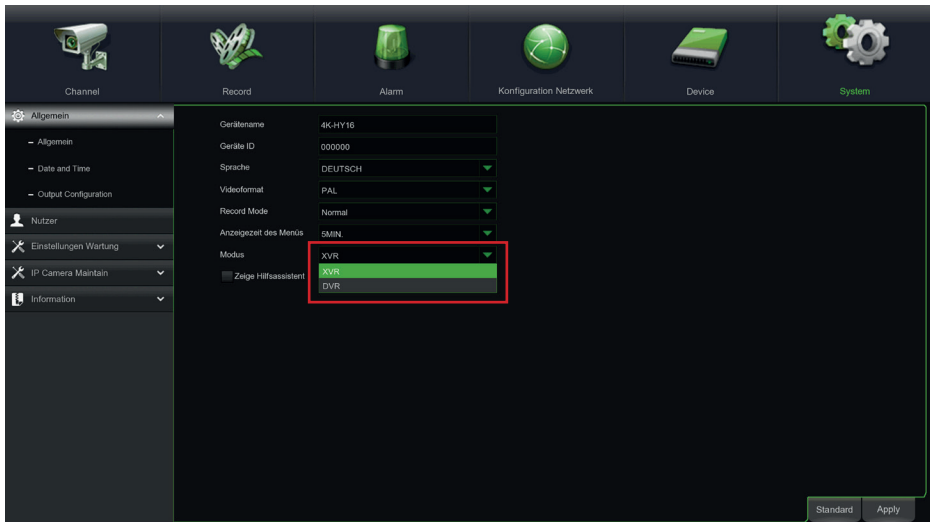 Channel
Record
Alarm
Konfiguration Netzwerk
Device
System
Allgemein
– Allgemein
– Date and Time
– Output Configuration
Nutzer
Einstellungen Wartung
IP Camera Maintain
Information
Gerätename 4K-HY16
Geräte ID 000000
Sprache DEUTSCH
Videoformat PAL
Record Mode Normal
Anzeigezeit des Menüs 5MIN.
Modus XVR
Zeige Hilfsassistent XVR
DVR
Standard
Apply